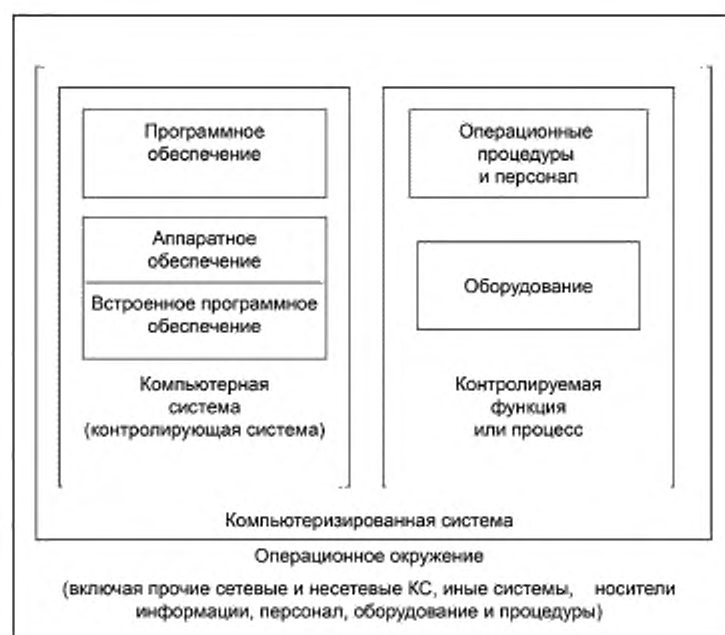 Программное
обеспечение
Аппаратное
обеспечение
Встроенное программное
обеспечение
Компьютерная
система
(контролирующая система)
Операционные
процедуры
и персонал
Оборудование
Контролируемая
функция
или процесс
Компьютеризированная система
Операционное окружение
(включая прочие сетевые и несетевые КС, иные системы, носители
информации, персонал, оборудование и процедуры)